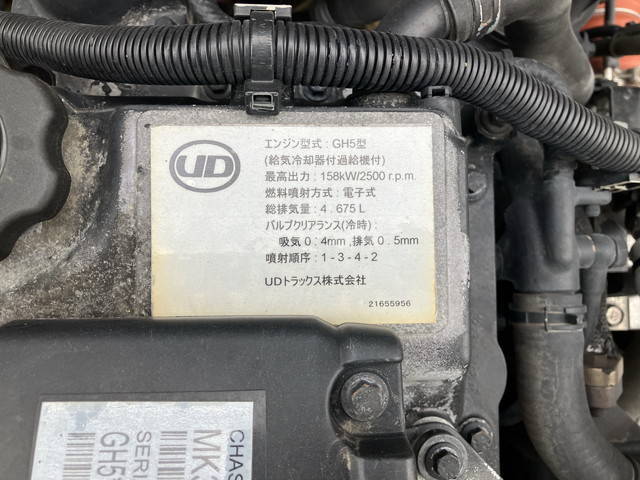 UD
エンジン型式 : GH5型
(給気冷却器付過給機付)
最高出力 : 158kW/2500 r.p.m.
燃料噴射方式 : 電子式
総排気量 : 4.675 L
バルブクリアランス(冷時) :
吸気 0.4mm , 排気 0.5mm
噴射順序 : 1-3-4-2
UDトラックス株式会社
21655956
CHAS
MK3
SERI
GH5